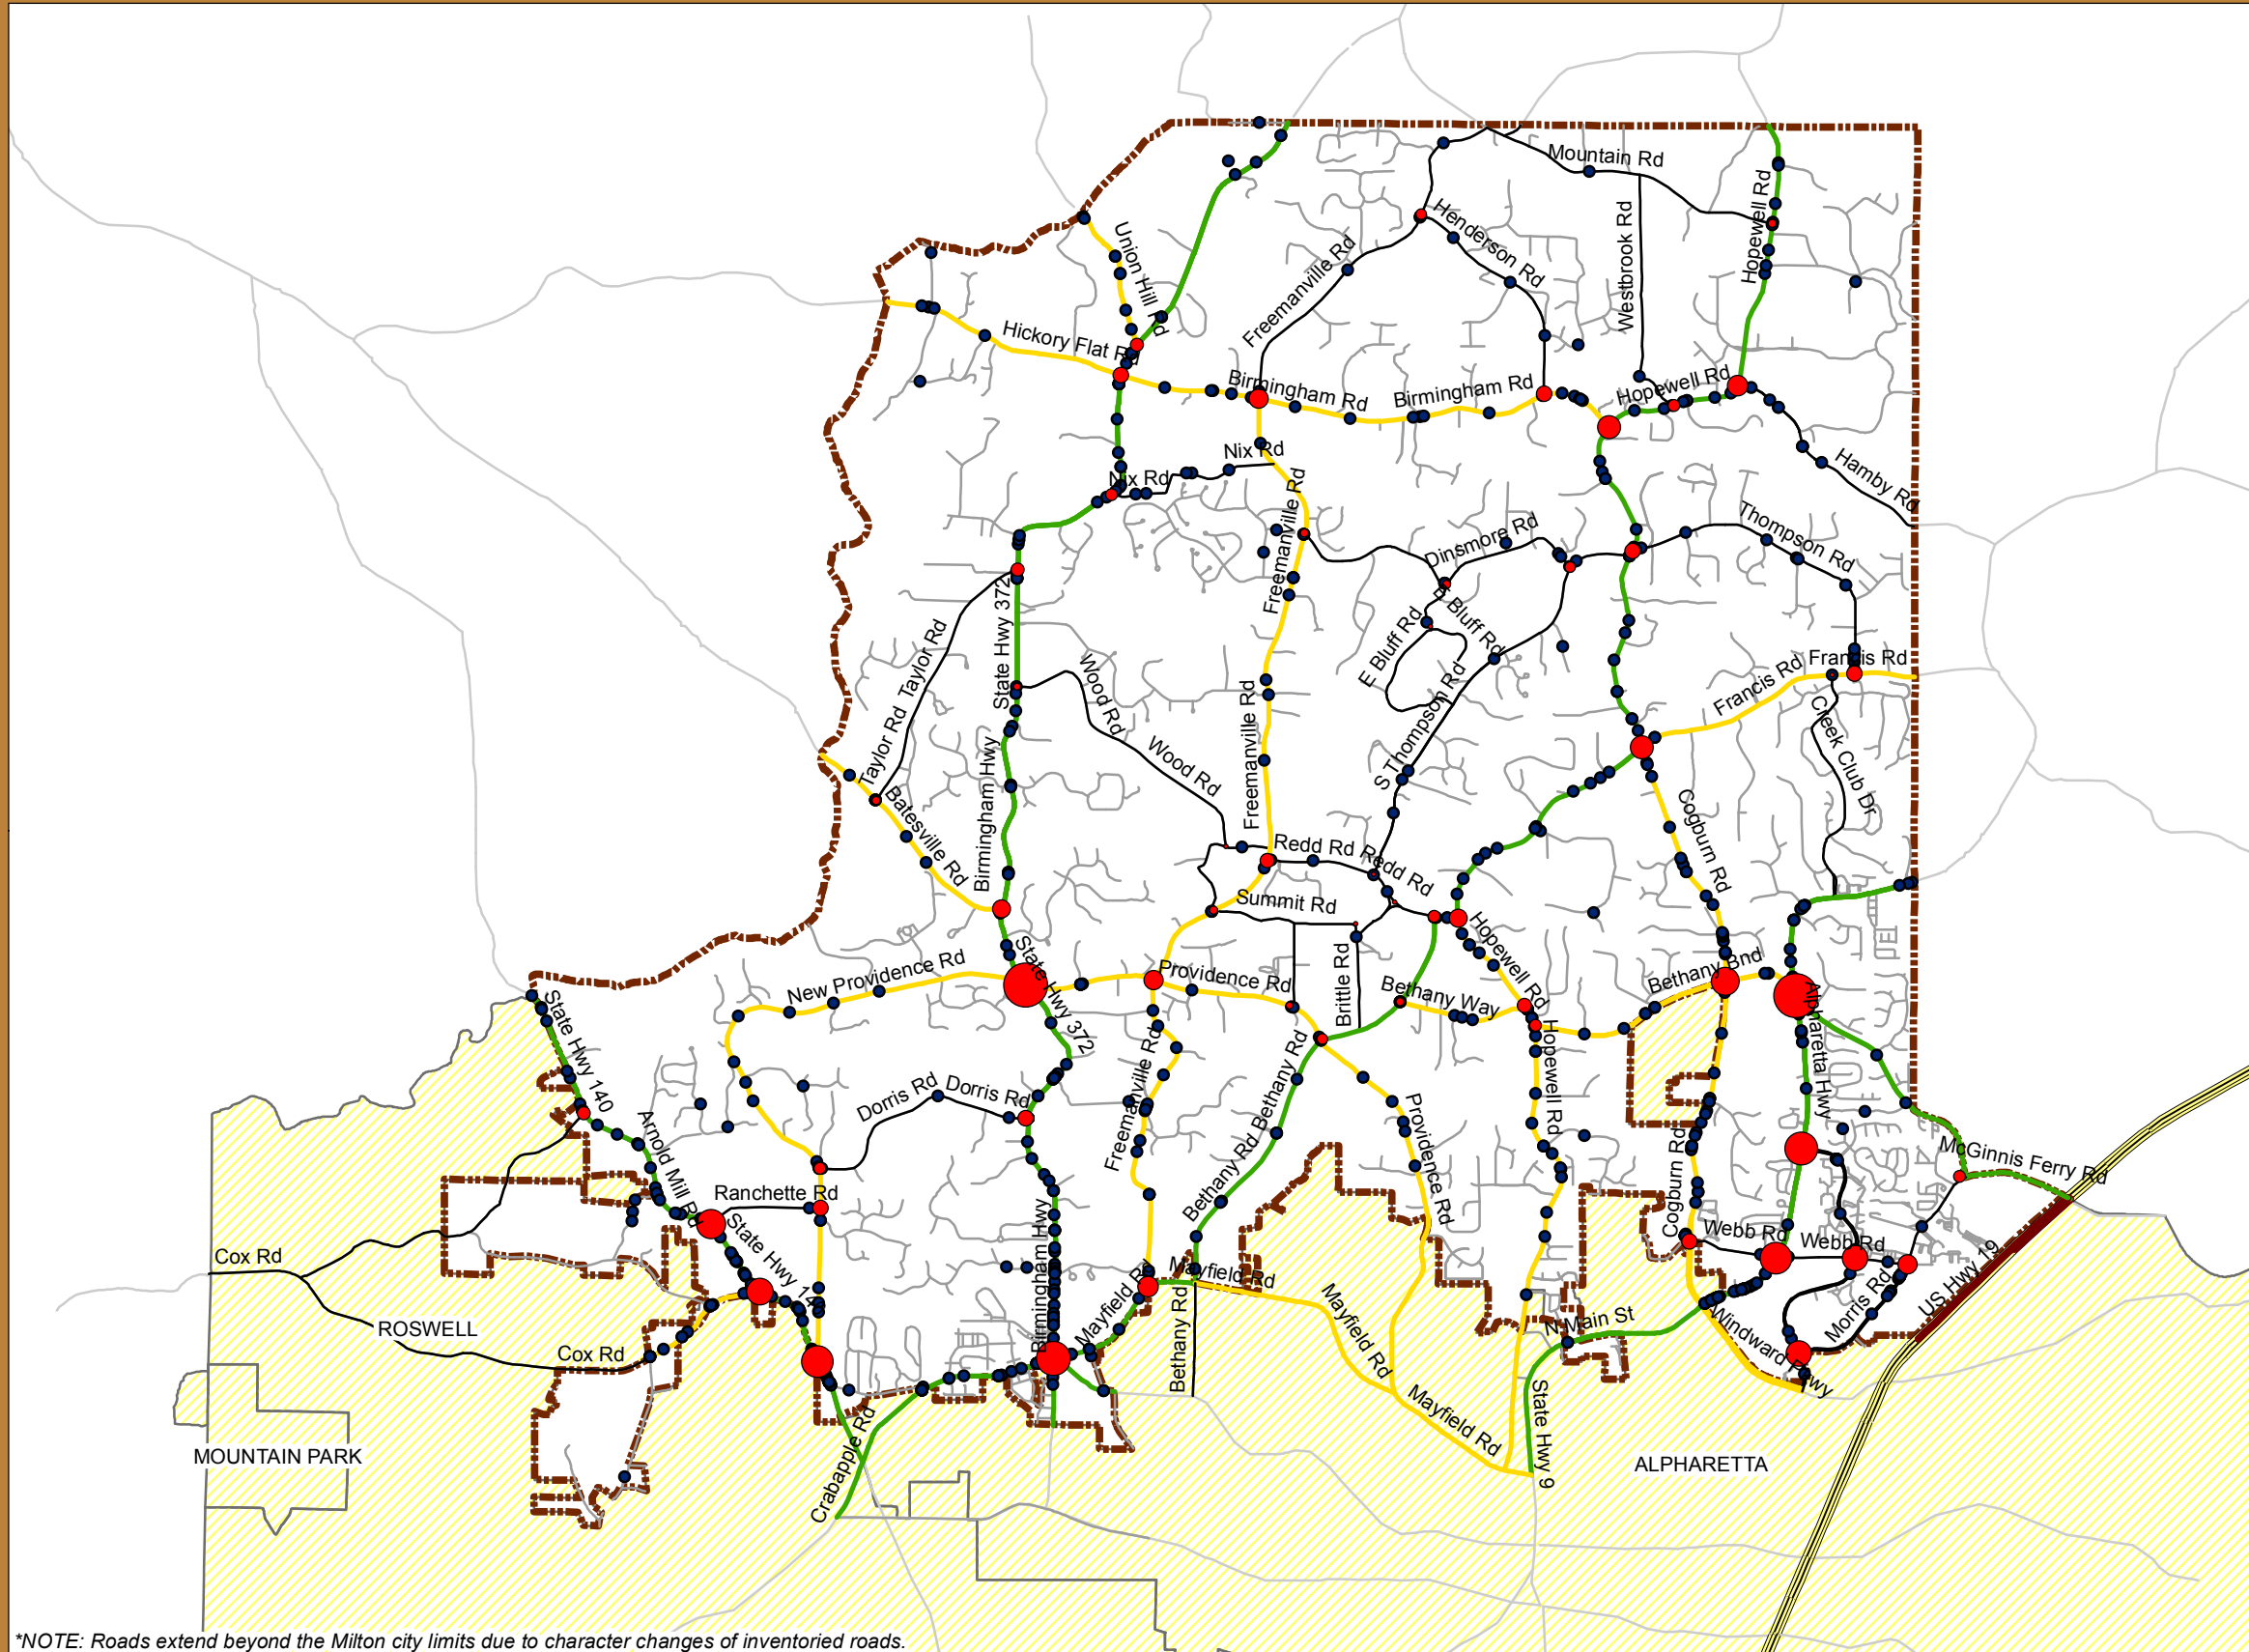 Mountain Rd
Hopewell Rd
Henderson Rd
Westbrook Rd
Union Hill Rd
Freemanville Rd
Hickory Flat Rd
Birmingham Rd
Birmingham Rd
Hopewell Rd
Nix Rd
Nix Rd
Hamby Rd
Freemanville Rd
Dinsmore Rd
Thompson Rd
Freemanville Rd
State Hwy 372
E Bluff Rd
E Bluff Rd
Taylor Rd
Wood Rd
Francis Rd
Francis Rd
S Thompson Rd
Freemanville Rd
Taylor Rd
Wood Rd
Creek Club Dr
Batesville Rd
Birmingham Hwy
Cogburn Rd
Redd Rd
Redd Rd
Summit Rd
Hopewell Rd
State Hwy 372
New Providence Rd
Providence Rd
Brittle Rd
Bethany Way
Bethany Bnd
Alpharetta Hwy
State Hwy 140
Hopewell Rd
Freemanville Rd
Bethany Rd
Dorris Rd
Dorris Rd
Arnold Mill Rd
Bethany Rd
Providence Rd
Cogburn Rd
McGinnis Ferry Rd
Ranchette Rd
Bethany Rd
State Hwy 140
Birmingham Hwy
Webb Rd
Webb Rd
Cox Rd
Mayfield Rd
US Hwy 19
Morris Rd
ROSWELL
Mayfield Rd
Bethany Rd
Mayfield Rd
N Main St
Windward Pkwy
Cox Rd
State Hwy 9
Mayfield Rd
Crabapple Rd
MOUNTAIN PARK
ALPHARETTA
*NOTE: Roads extend beyond the Milton city limits due to character changes of inventoried roads.